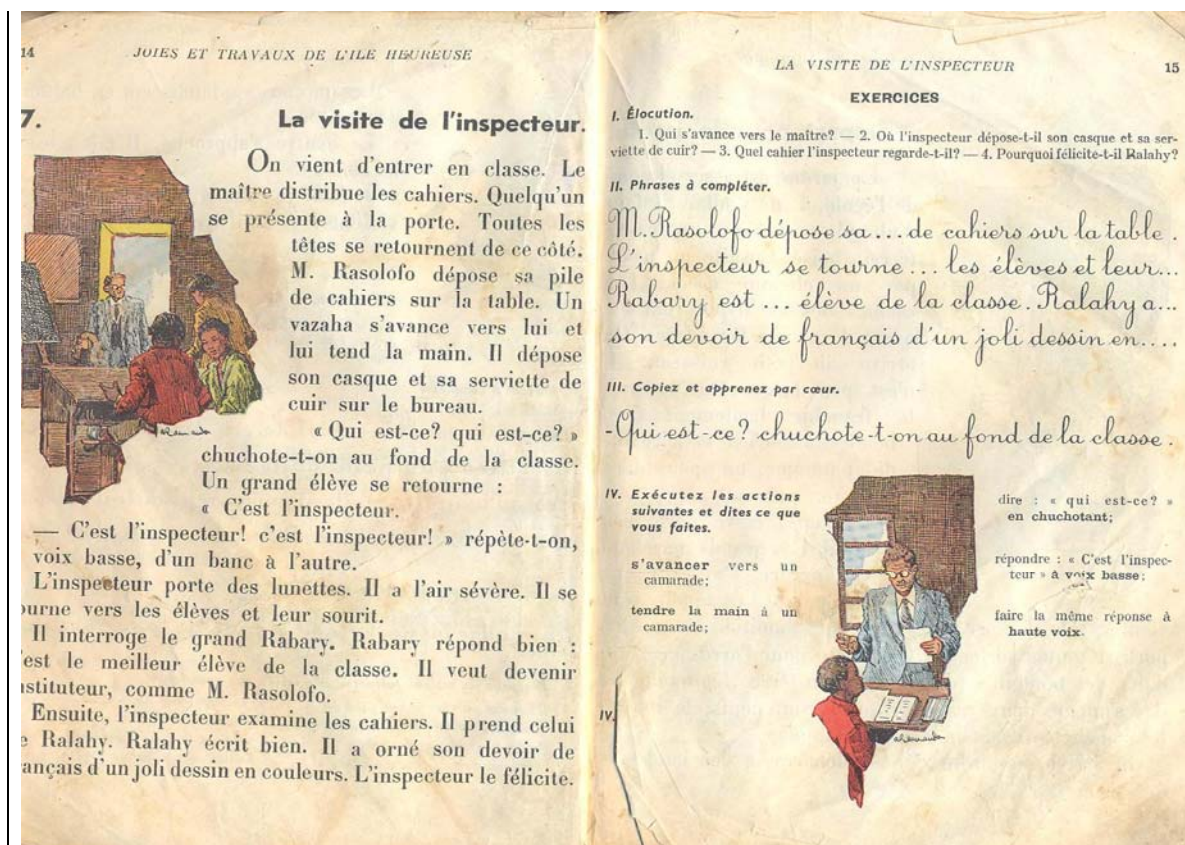 14 JOIES ET TRAVAUX DE L'ILE HEUREUSE
7. La visite de l'inspecteur.
On vient d'entrer en classe. Le
maître distribue les cahiers. Quelqu'un
se présente à la porte. Toutes les
têtes se retournent de ce côté.
M. Rasolofo dépose sa pile
de cahiers sur la table. Un
vazaha s'avance vers lui et
lui tend la main. Il dépose
son casque et sa serviette de
cuir sur le bureau.
« Qui est-ce? qui est-ce? »
chuchote-t-on au fond de la classe.
Un grand élève se retourne :
« C'est l'inspecteur.
— C'est l'inspecteur! c'est l'inspecteur! » répète-t-on,
voix basse, d'un banc à l'autre.
L'inspecteur porte des lunettes. Il a l'air sévère. Il se
ourne vers les élèves et leur sourit.
Il interroge le grand Rabary. Rabary répond bien :
'est le meilleur élève de la classe. Il veut devenir
nstituteur, comme M. Rasolofo.
Ensuite, l'inspecteur examine les cahiers. Il prend celui
e Ralahy. Ralahy écrit bien. Il a orné son devoir de
ançais d'un joli dessin en couleurs. L'inspecteur le félicite.
LA VISITE DE L'INSPECTEUR 15
EXERCICES
I. Élocution.
1. Qui s'avance vers le maître? — 2. Où l'inspecteur dépose-t-il son casque et sa ser-
viette de cuir? — 3. Quel cahier l'inspecteur regarde-t-il? — 4. Pourquoi félicite-t-il Ralahy?
II. Phrases à compléter.
M. Rasolofo dépose sa ... de cahiers sur la table.
L'inspecteur se tourne ... les élèves et leur...
Rabary est ... élève de la classe. Ralahy a...
son devoir de français d'un joli dessin en....
III. Copiez et apprenez par cœur.
-Qui est-ce? chuchote-t-on au fond de la classe.
IV. Exécutez les actions
suivantes et dites ce que
vous faites.
s'avancer vers un
camarade;
tendre la main à un
camarade;
dire : « qui est-ce? »
en chuchotant;
répondre : « C'est l'inspec-
teur » à voix basse;
faire la même réponse à
haute voix.
IV.